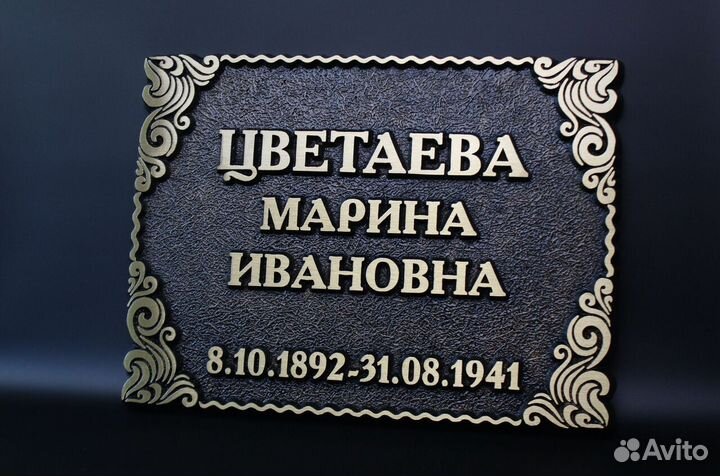 ЦВЕТАЕВА
МАРИНА
ИВАНОВНА
8.10.1892-31.08.1941
Avito